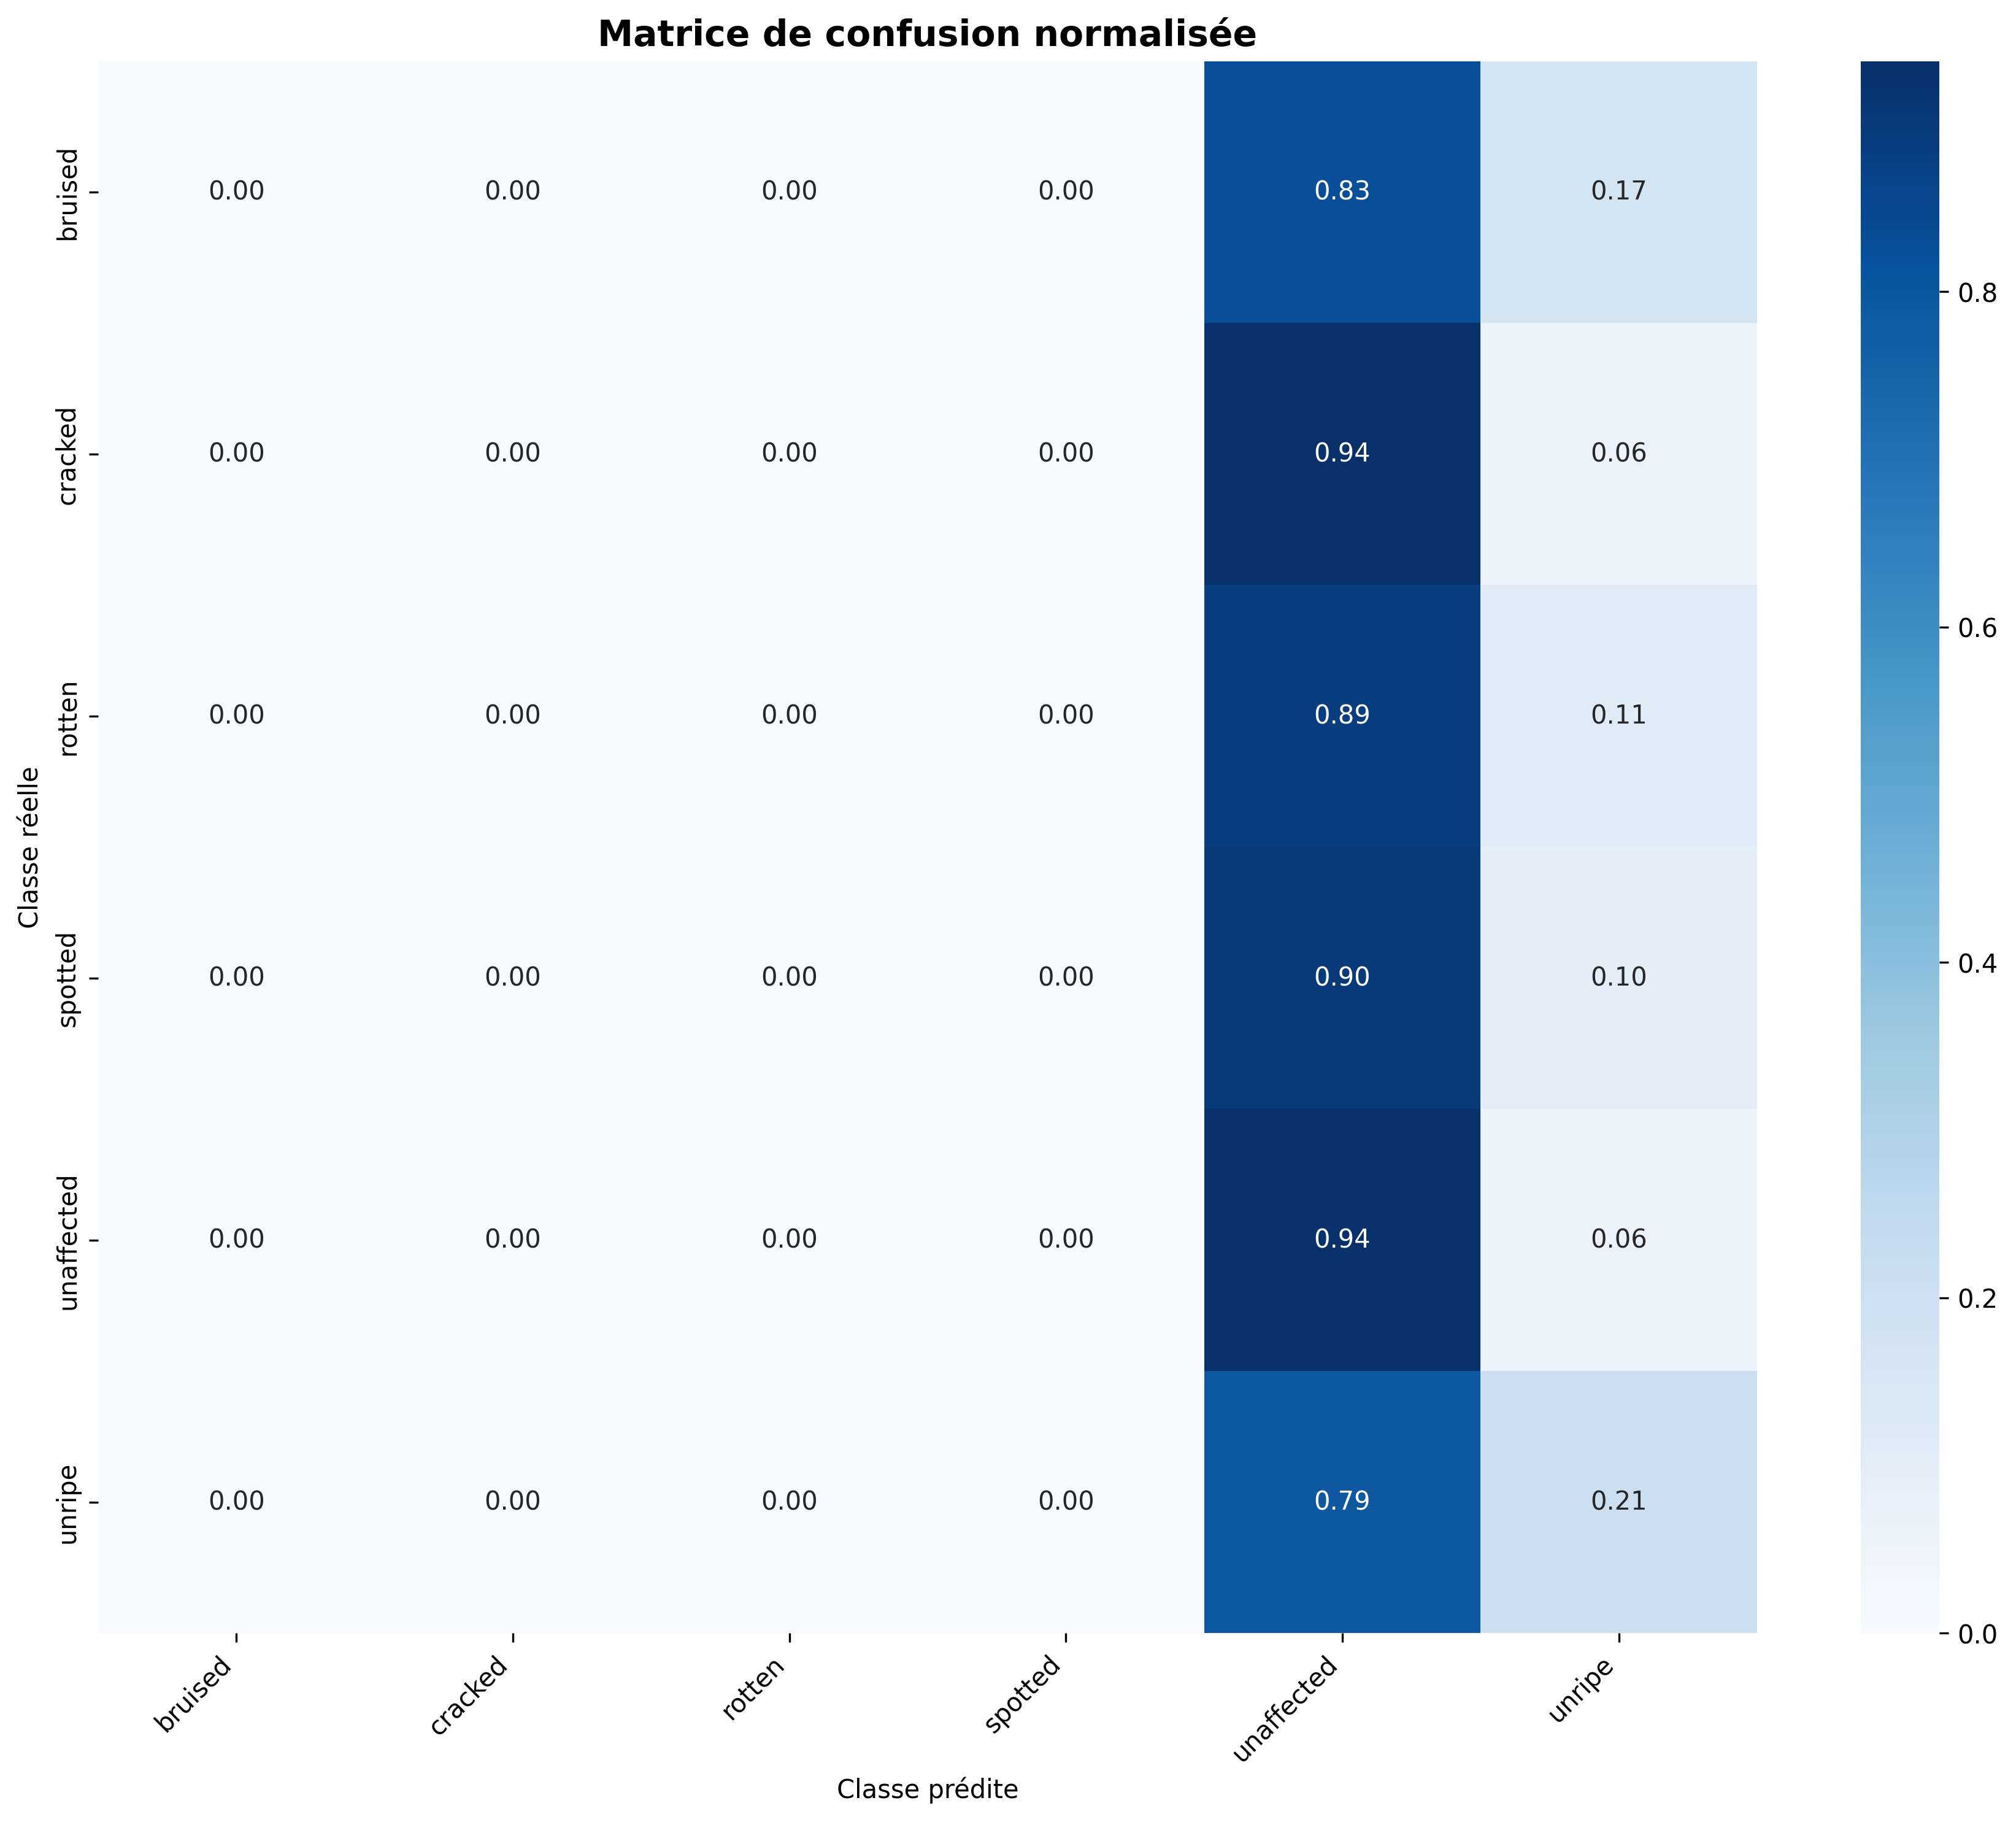 Matrice de confusion normalisée
bruised 0.00 0.00 0.00 0.00 0.83 0.17
cracked 0.00 0.00 0.00 0.00 0.94 0.06
rotten 0.00 0.00 0.00 0.00 0.89 0.11
spotted 0.00 0.00 0.00 0.00 0.90 0.10
unaffected 0.00 0.00 0.00 0.00 0.94 0.06
unripe 0.00 0.00 0.00 0.00 0.79 0.21
Classe réelle
bruised cracked rotten spotted unaffected unripe
Classe prédite
0.8
0.6
0.4
0.2
0.0